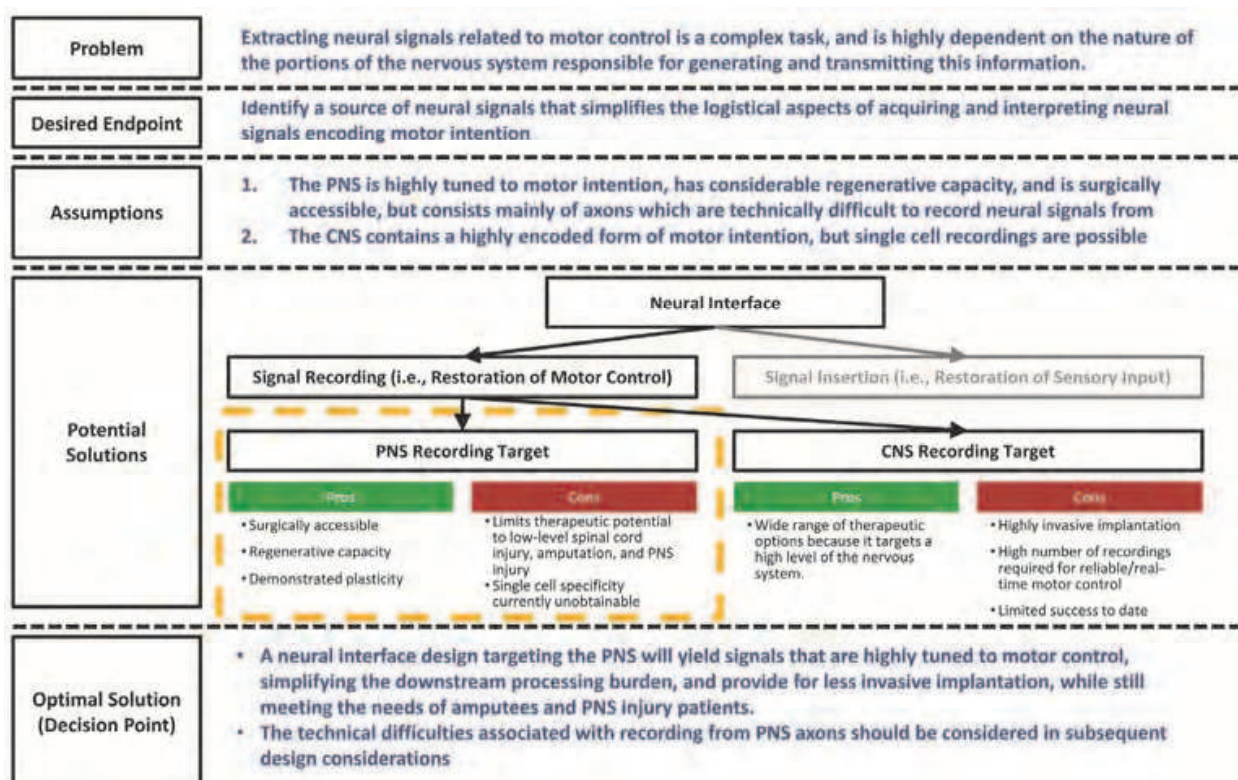 Problem
Extracting neural signals related to motor control is a complex task, and is highly dependent on the nature of
the portions of the nervous system responsible for generating and transmitting this information.
Desired Endpoint
Identify a source of neural signals that simplifies the logistical aspects of acquiring and interpreting neural
signals encoding motor intention
Assumptions
1. The PNS is highly tuned to motor intention, has considerable regenerative capacity, and is surgically
accessible, but consists mainly of axons which are technically difficult to record neural signals from
2. The CNS contains a highly encoded form of motor intention, but single cell recordings are possible
Potential
Solutions
Neural Interface
Signal Recording (i.e., Restoration of Motor Control)
Signal Insertion (i.e., Restoration of Sensory Input)
PNS Recording Target
CNS Recording Target
Pros
• Surgically accessible
• Regenerative capacity
• Demonstrated plasticity
Cons
• Limits therapeutic potential
to low-level spinal cord
injury, amputation, and PNS
injury
• Single cell specificity
currently unobtainable
Pros
• Wide range of therapeutic
options because it targets a
high level of the nervous
system.
Cons
• Highly invasive implantation
• High number of recordings
required for reliable/real-
time motor control
• Limited success to date
Optimal Solution
(Decision Point)
• A neural interface design targeting the PNS will yield signals that are highly tuned to motor control,
simplifying the downstream processing burden, and provide for less invasive implantation, while still
meeting the needs of amputees and PNS injury patients.
• The technical difficulties associated with recording from PNS axons should be considered in subsequent
design considerations